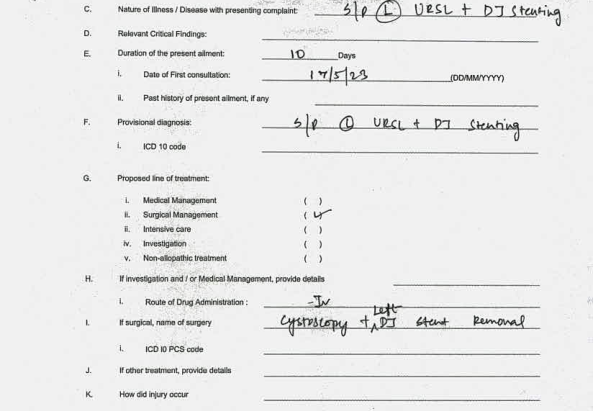 C. Nature of Illness / Disease with presenting complaint: S/P Ⓛ URSL + DJ Stenting
D. Relevant Critical Findings:
E. Duration of the present ailment: 10 Days
i. Date of First consultation: 17/5/23 (DD/MM/YYYY)
ii. Past history of present ailment, if any
F. Provisional diagnosis: S/P Ⓛ URSL + DJ Stenting
i. ICD 10 code
G. Proposed line of treatment:
i. Medical Management ( )
ii. Surgical Management ( ✓
ii. Intensive care ( )
iv. Investigation ( )
v. Non-allopathic treatment ( )
H. If investigation and / or Medical Management, provide details
i. Route of Drug Administration : -IV
I. If surgical, name of surgery Cystoscopy + Left DJ stent Removal
i. ICD 10 PCS code
J. If other treatment, provide details
K. How did injury occur